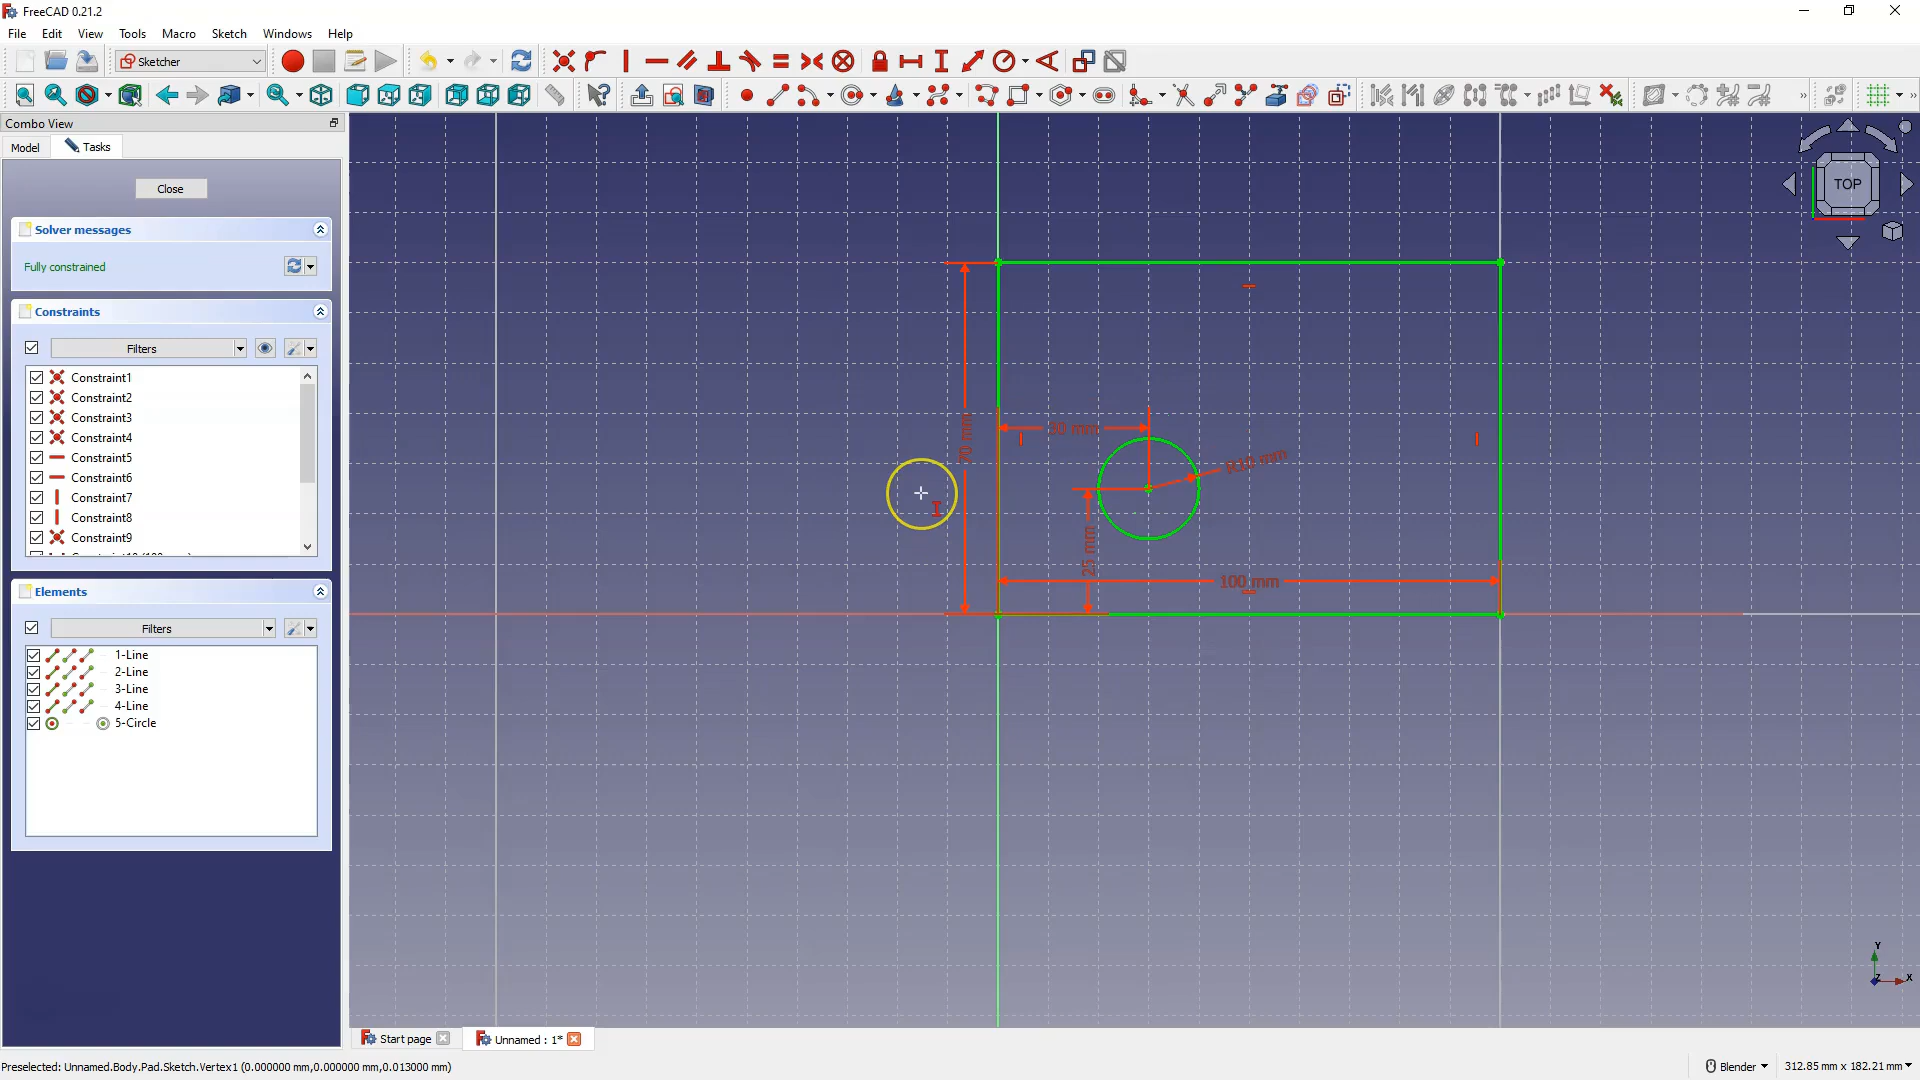 FreeCAD 0.21.2
File Edit View Tools Macro Sketch Windows Help
Sketcher
Combo View
Model
Tasks
Close
Solver messages
Fully constrained
Constraints
Filters
Constraint1
Constraint2
Constraint3
Constraint4
Constraint5
Constraint6
Constraint7
Constraint8
Constraint9
Elements
Filters
1-Line
2-Line
3-Line
4-Line
5-Circle
TOP
70 mm
30 mm
R10 mm
25 mm
100 mm
Y
Z
X
Start page
Unnamed : 1*
Preselected: Unnamed.Body.Pad.Sketch.Vertex1 (0.000000 mm,0.000000 mm,0.013000 mm)
Blender
312.85 mm x 182.21 mm